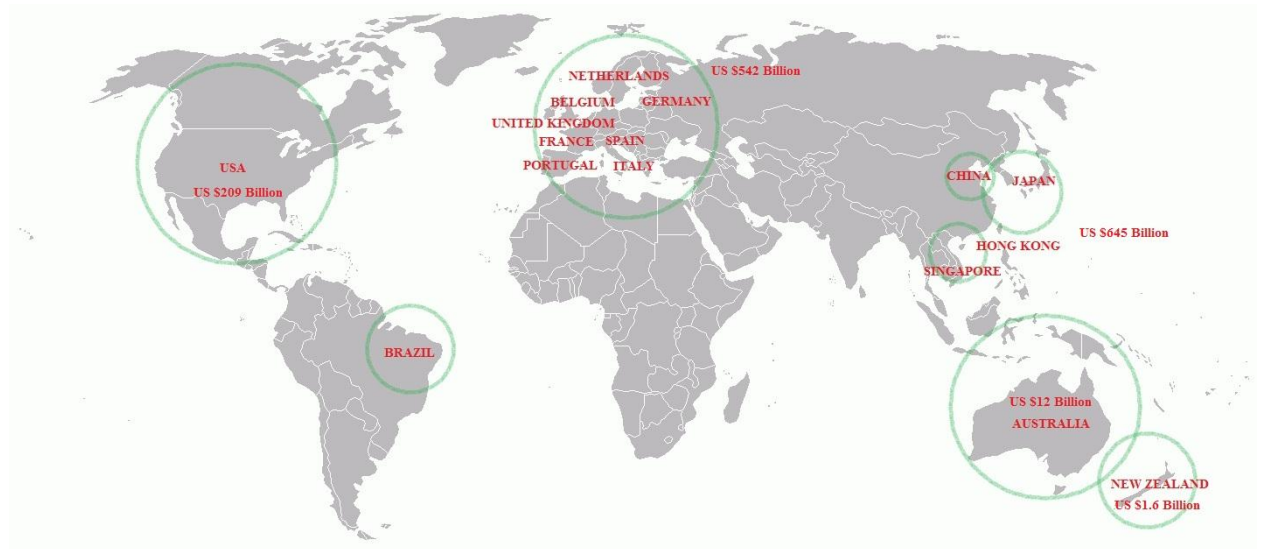 US $542 Billion
NETHERLANDS
BELGIUM
GERMANY
UNITED KINGDOM
FRANCE
SPAIN
PORTUGAL
ITALY
USA
US $209 Billion
CHINA
JAPAN
US $645 Billion
HONG KONG
SINGAPORE
BRAZIL
US $12 Billion
AUSTRALIA
NEW ZEALAND
US $1.6 Billion